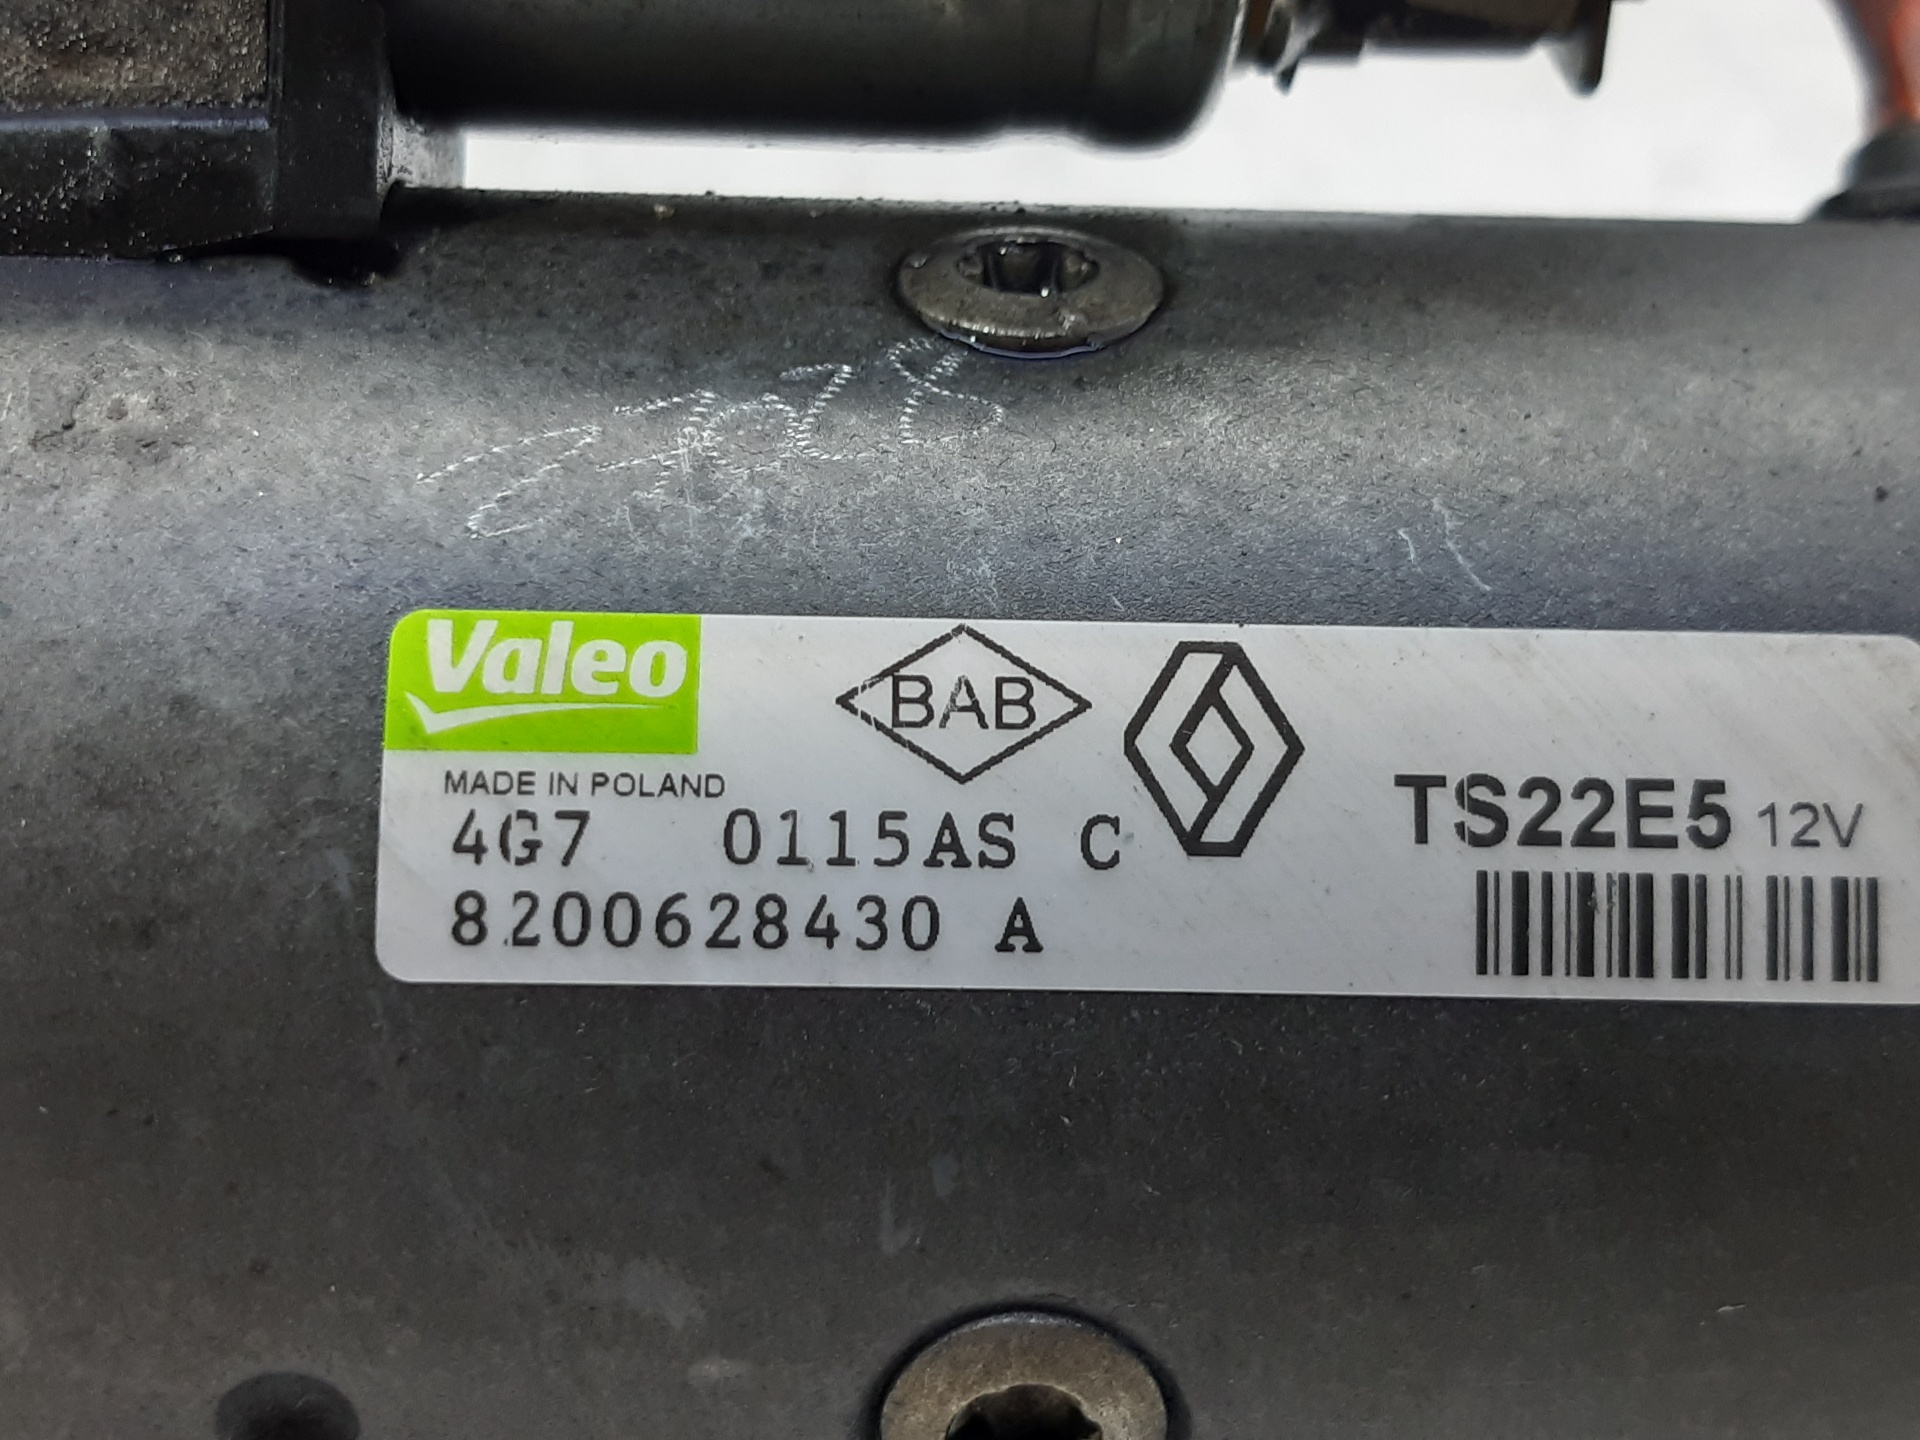 Valeo
BAB
MADE IN POLAND
TS22E5 12V
4G7 0115AS C
8200628430 A